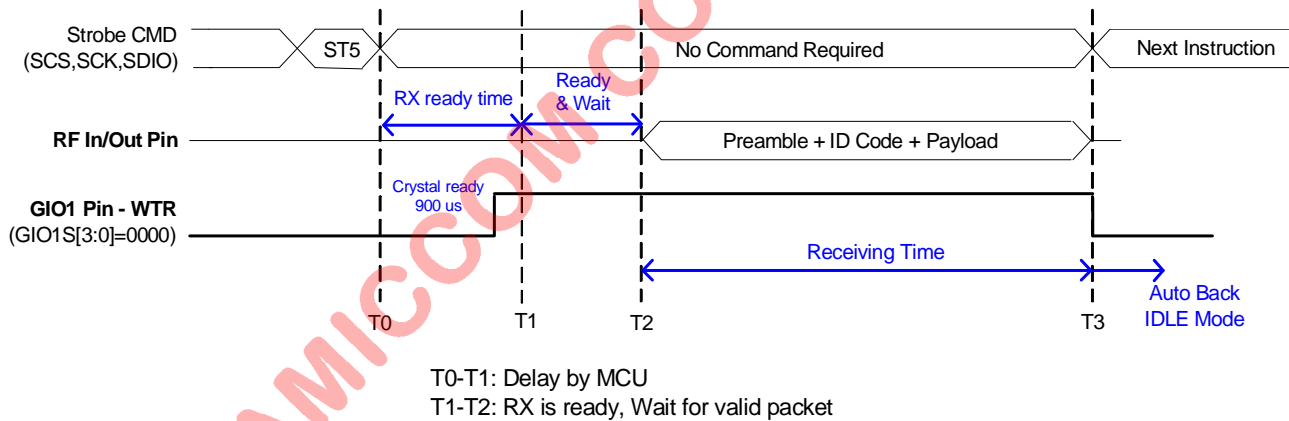 Strobe CMD
(SCS,SCK,SDIO)
ST5
No Command Required
Next Instruction
RX ready time
Ready
& Wait
RF In/Out Pin
Preamble + ID Code + Payload
Crystal ready
900 us
GIO1 Pin - WTR
(GIO1S[3:0]=0000)
Receiving Time
Auto Back
IDLE Mode
T0
T1
T2
T3
T0-T1: Delay by MCU
T1-T2: RX is ready, Wait for valid packet
AMICCOM CO